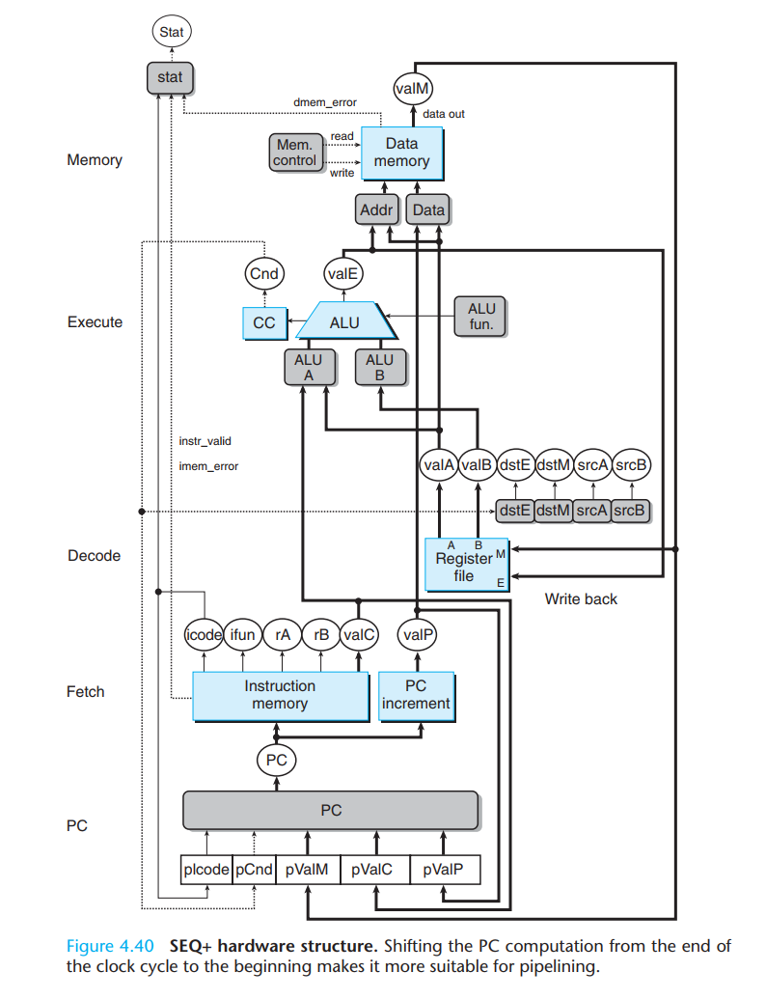 Stat
stat
valM
dmem_error
data out
Mem.
control
read
write
Data
memory
Memory
Addr
Data
Cnd
valE
CC
ALU
ALU
fun.
Execute
ALU
A
ALU
B
instr_valid
imem_error
valA
valB
dstE
dstM
srcA
srcB
dstE
dstM
srcA
srcB
A
B
Register
file
M
E
Decode
Write back
icode
ifun
rA
rB
valC
valP
Fetch
Instruction
memory
PC
increment
PC
PC
PC
pIcode
pCnd
pValM
pValC
pValP
Figure 4.40 SEQ+ hardware structure. Shifting the PC computation from the end of
the clock cycle to the beginning makes it more suitable for pipelining.